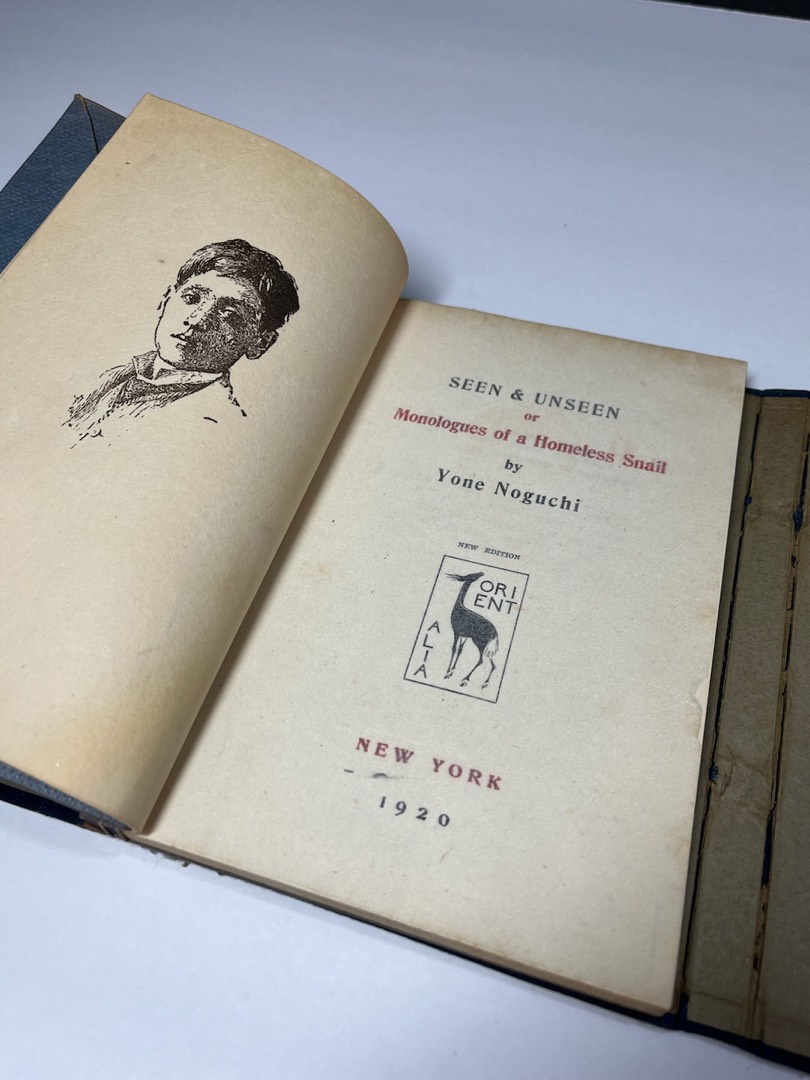 SEEN & UNSEEN
or
Monologues of a Homeless Snail
by
Yone Noguchi
NEW EDITION
ORI
ENT
ALIA
NEW YORK
1920